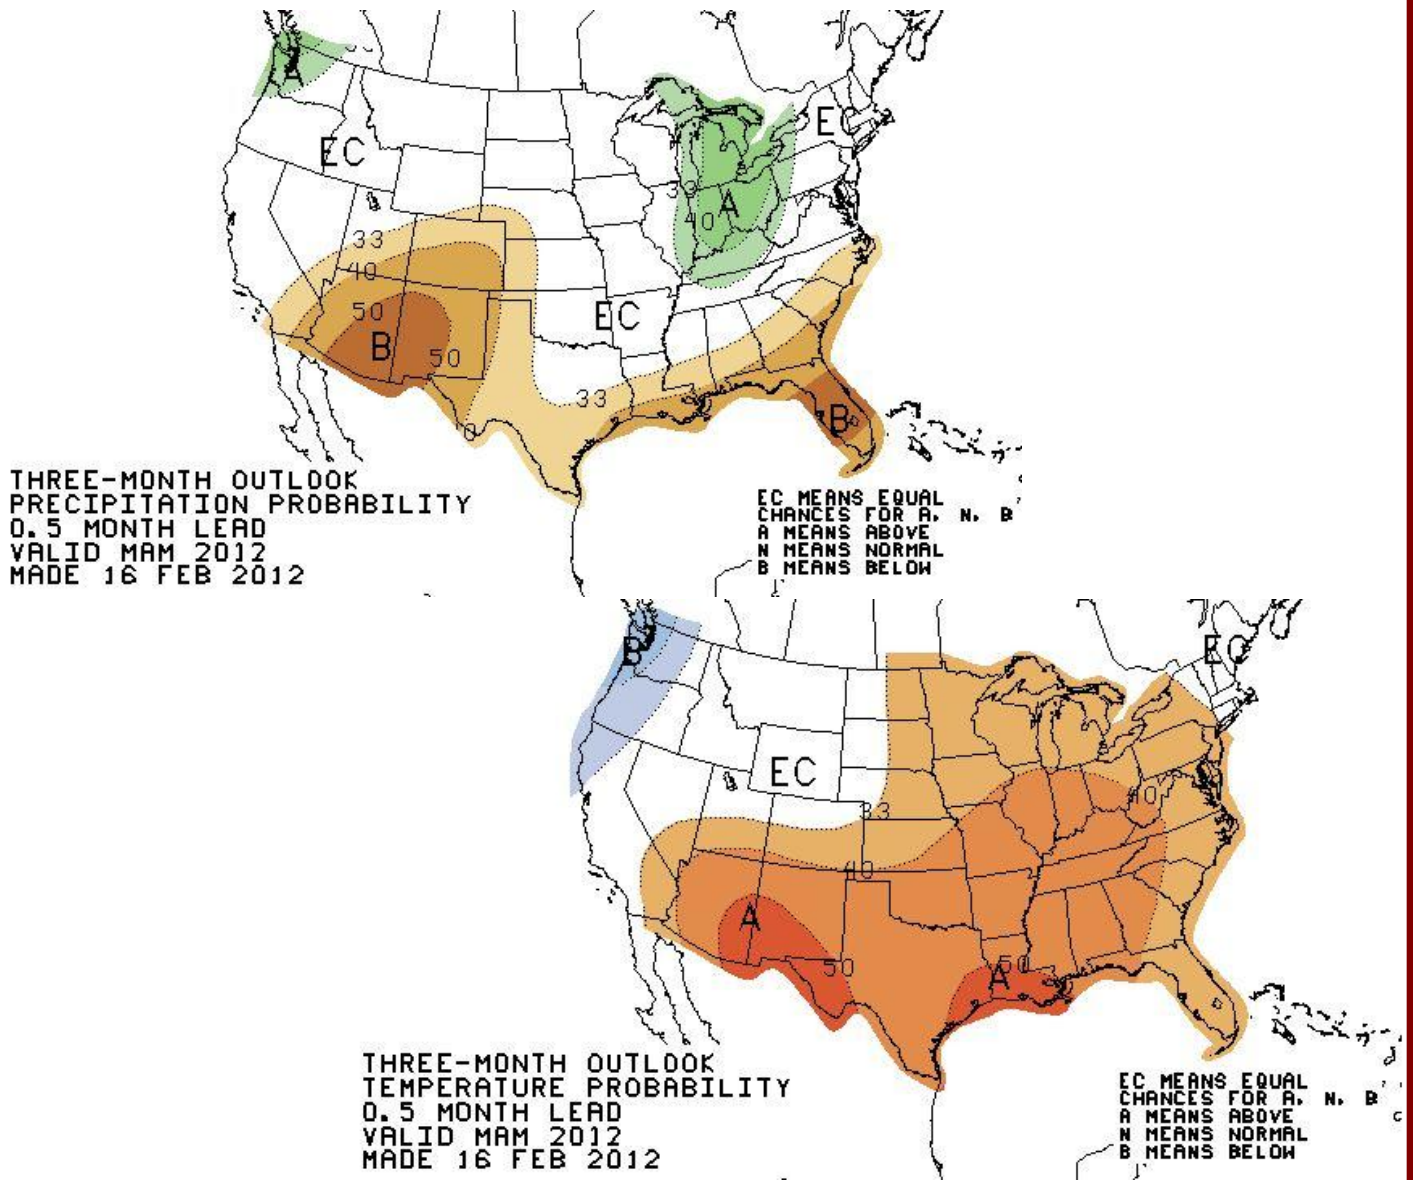 A
EC
EC
33
A
40
33
40
50
B
50
EC
33
B
THREE-MONTH OUTLOOK
PRECIPITATION PROBABILITY
0.5 MONTH LEAD
VALID MAM 2012
MADE 16 FEB 2012
EC MEANS EQUAL
CHANCES FOR A, N, B
A MEANS ABOVE
N MEANS NORMAL
B MEANS BELOW
B
EC
EC
33
40
40
A
50
A
50
THREE-MONTH OUTLOOK
TEMPERATURE PROBABILITY
0.5 MONTH LEAD
VALID MAM 2012
MADE 16 FEB 2012
EC MEANS EQUAL
CHANCES FOR A, N, B
A MEANS ABOVE
N MEANS NORMAL
B MEANS BELOW